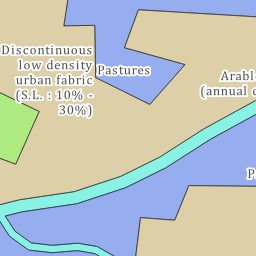 Discontinuous
low density
urban fabric
(S.L. : 10% -
30%)
Pastures
Arabl
(annual c
P